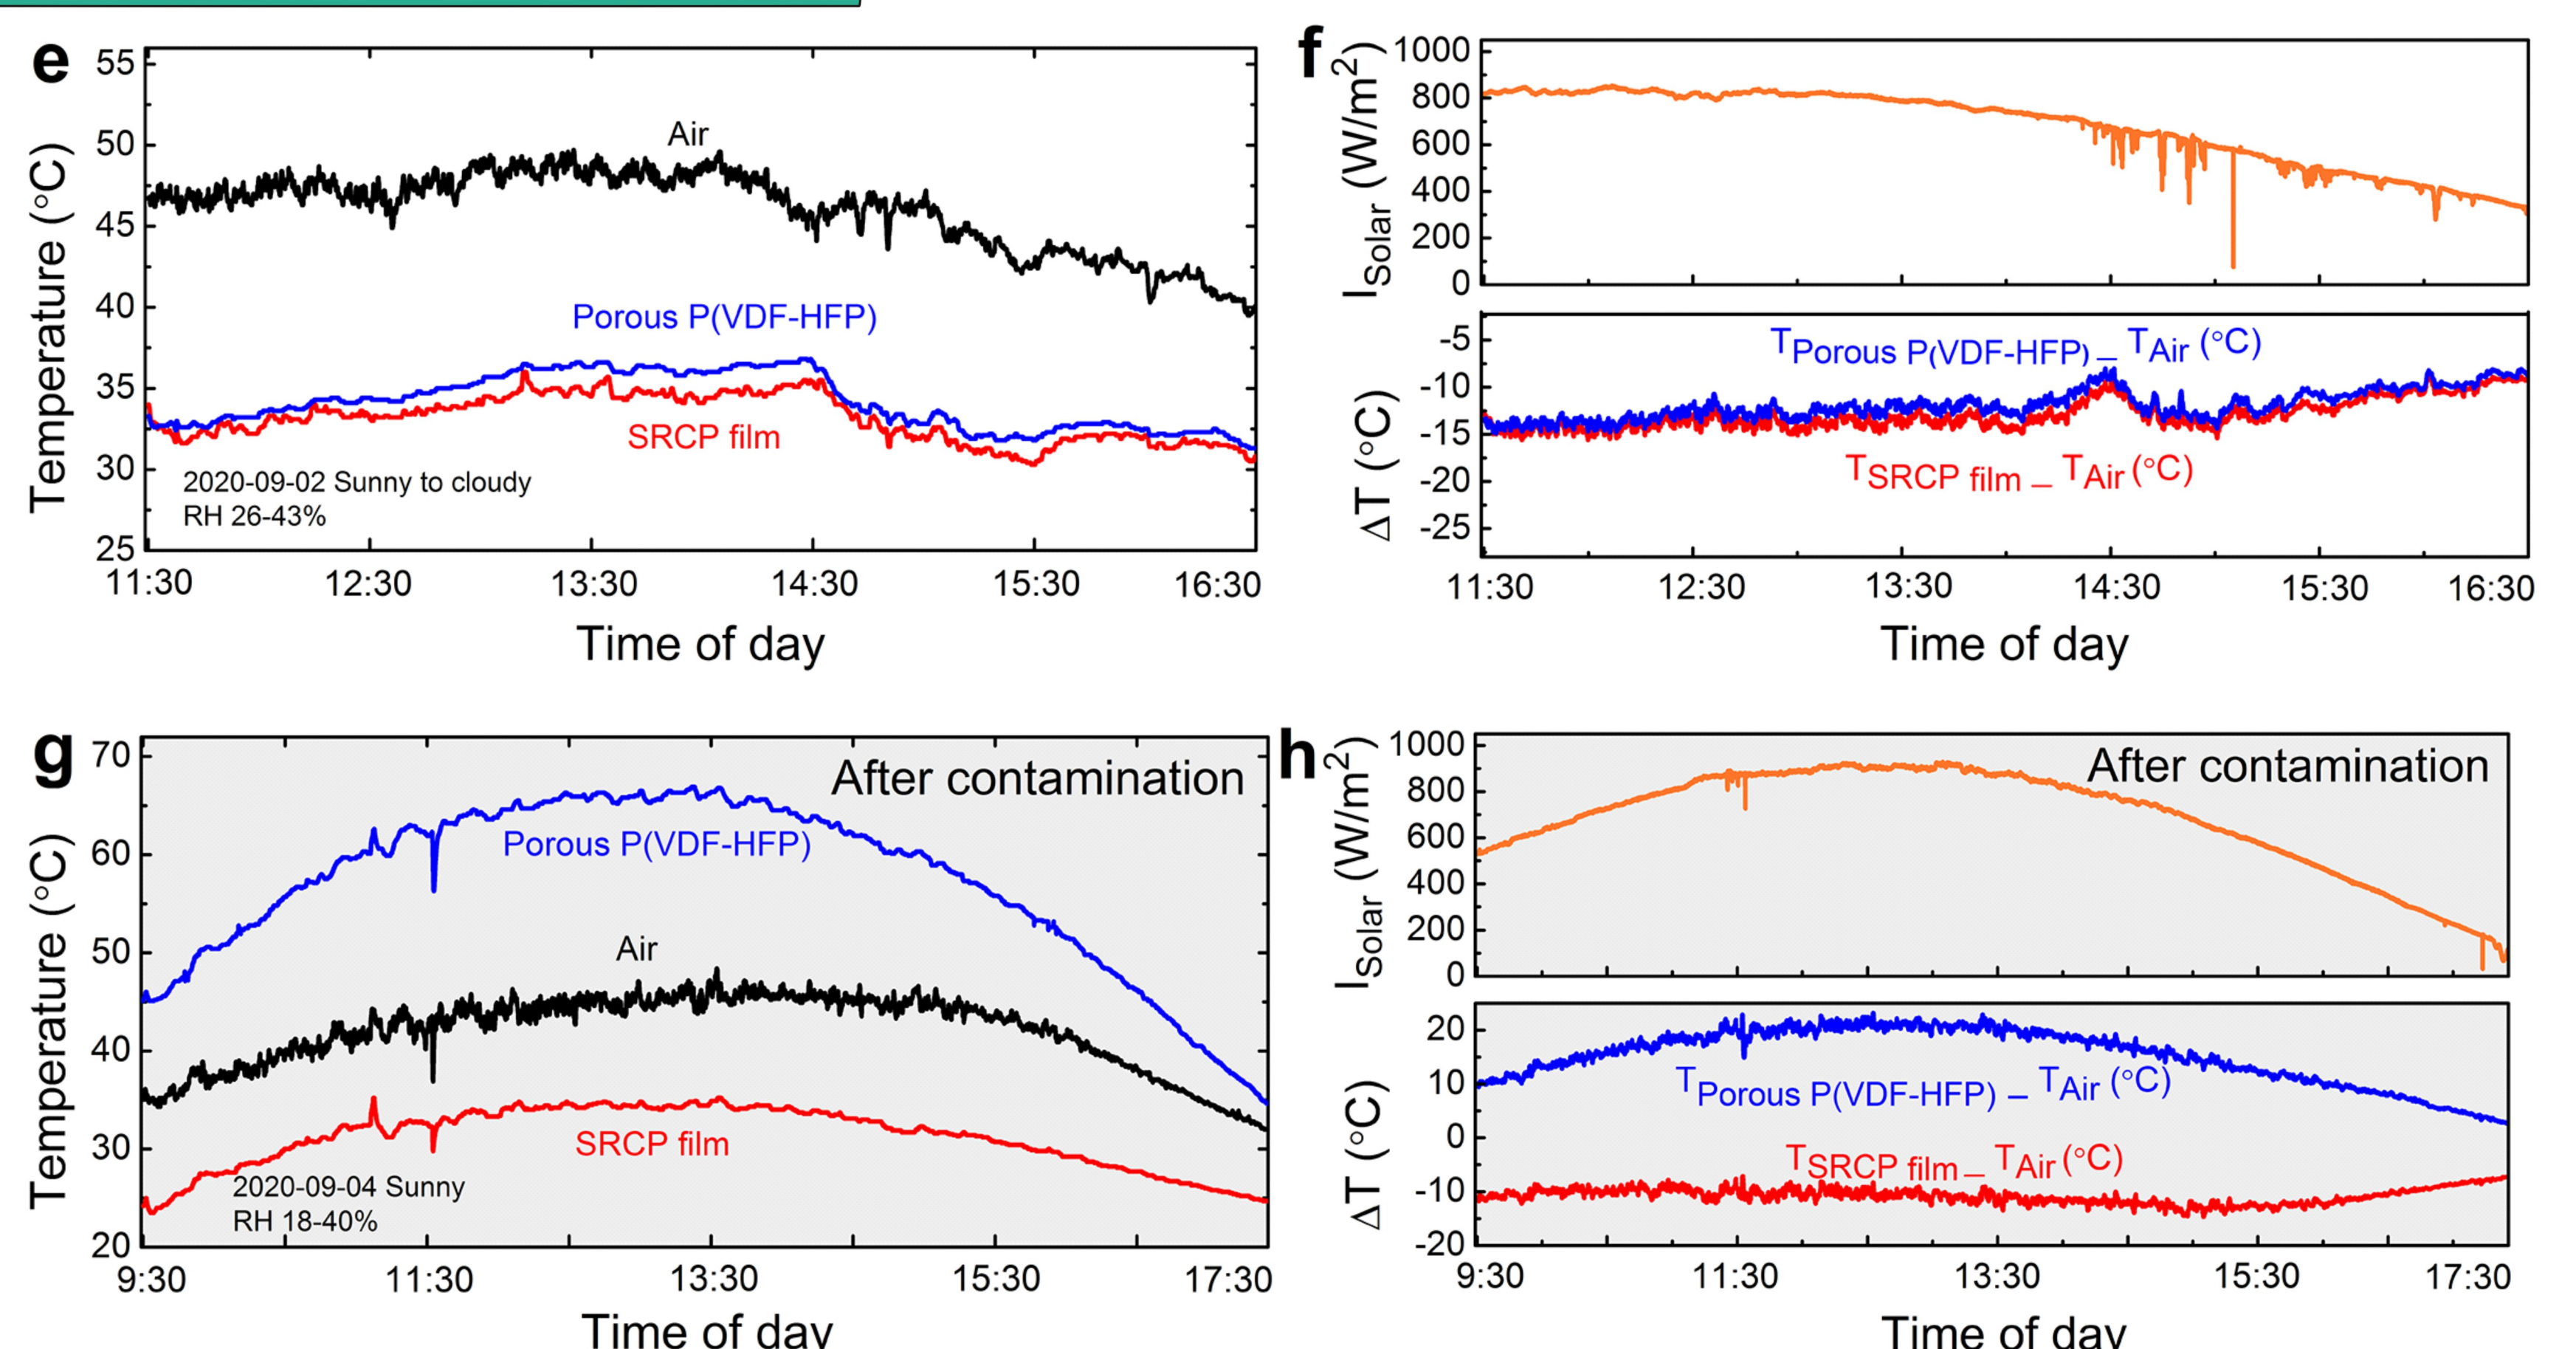 e
55
50
45
40
35
30
25
Temperature (°C)
Air
Porous P(VDF-HFP)
SRCP film
2020-09-02 Sunny to cloudy
RH 26-43%
11:30 12:30 13:30 14:30 15:30 16:30
Time of day
f
1000
800
600
400
200
0
ISolar (W/m2)
-5
-10
-15
-20
-25
ΔT (°C)
TPorous P(VDF-HFP) – TAir (°C)
TSRCP film – TAir (°C)
11:30 12:30 13:30 14:30 15:30 16:30
Time of day
g
70
60
50
40
30
20
Temperature (°C)
After contamination
Porous P(VDF-HFP)
Air
SRCP film
2020-09-04 Sunny
RH 18-40%
9:30 11:30 13:30 15:30 17:30
Time of day
h
1000
800
600
400
200
0
ISolar (W/m2)
After contamination
20
10
0
-10
-20
ΔT (°C)
TPorous P(VDF-HFP) – TAir (°C)
TSRCP film – TAir (°C)
9:30 11:30 13:30 15:30 17:30
Time of day